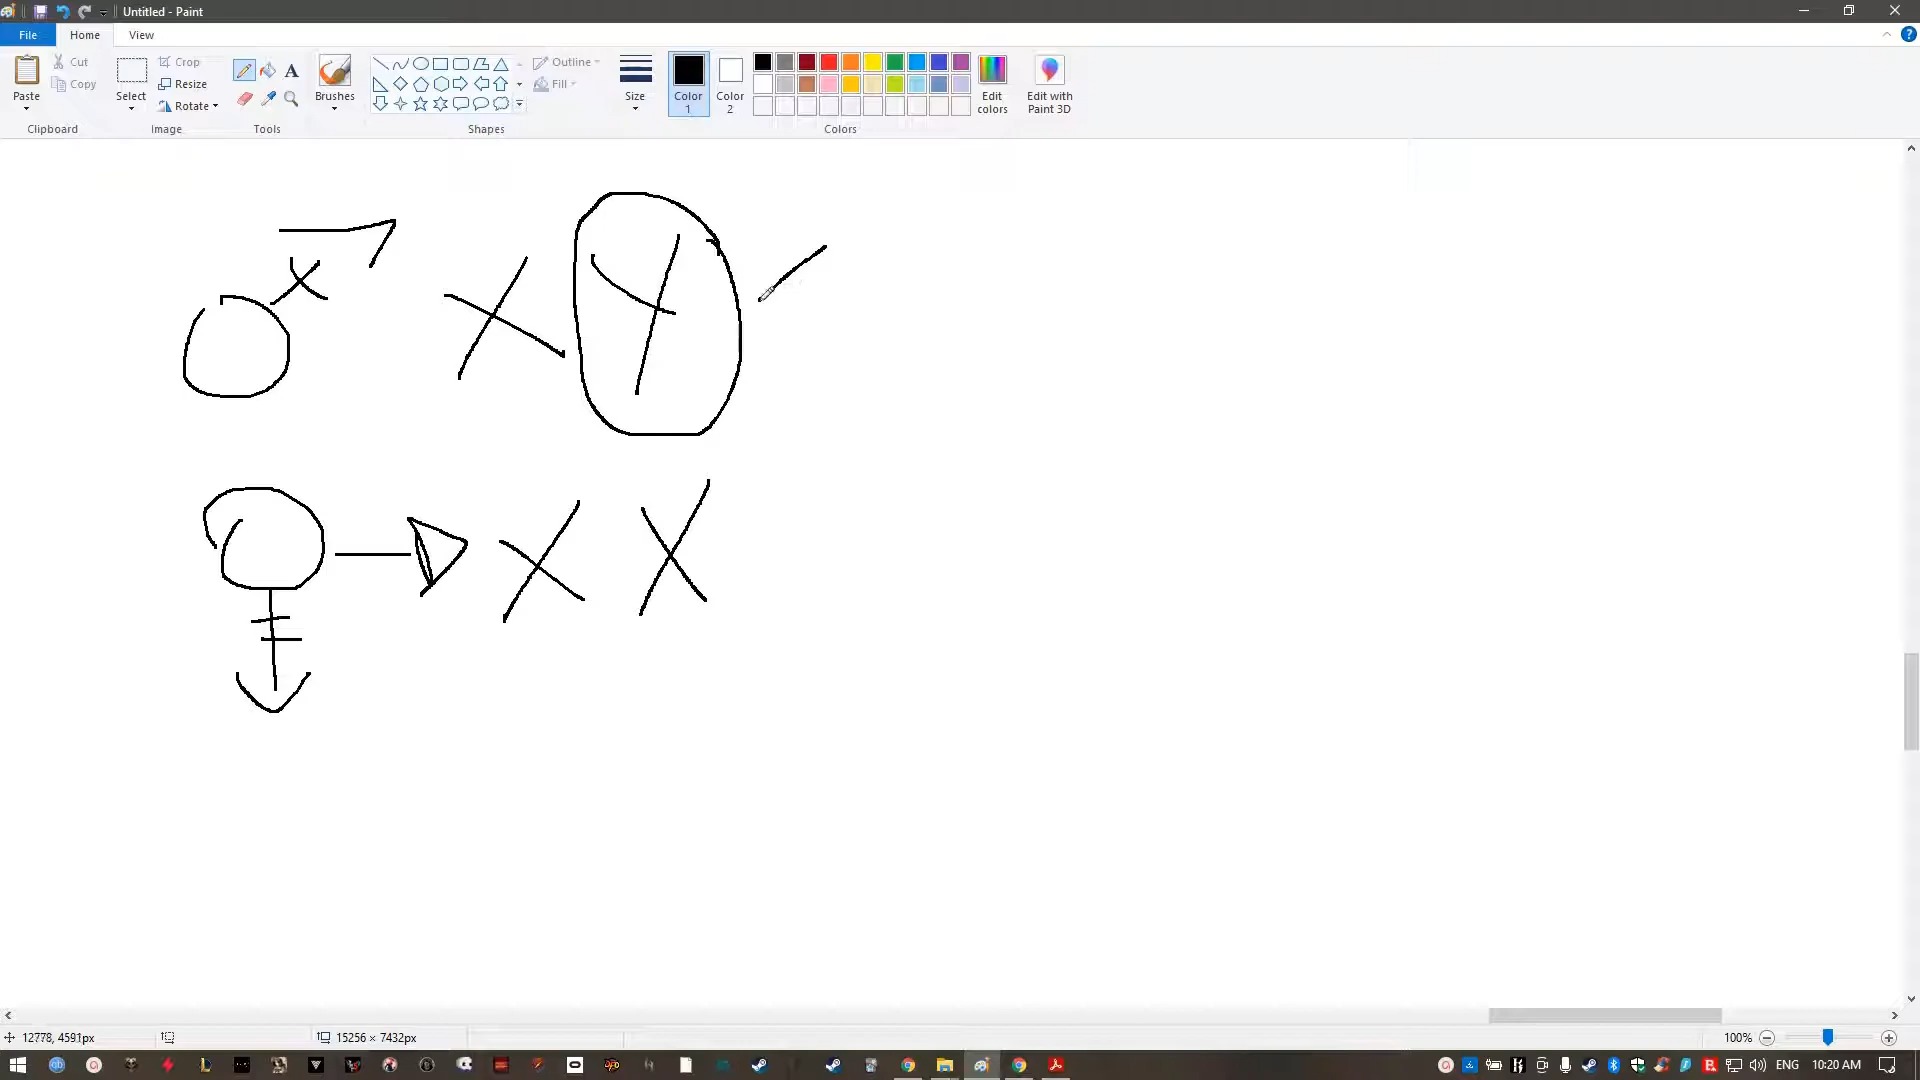 Untitled - Paint
File Home View
Paste
Cut
Copy
Clipboard
Select
Crop
Resize
Rotate
Image
A
Tools
Brushes
Shapes
Outline
Fill
Size
Color 1
Color 2
Edit colors
Edit with Paint 3D
Colors
X Y
X X
12778, 4591px
15256 × 7432px
100%
ENG 10:20 AM